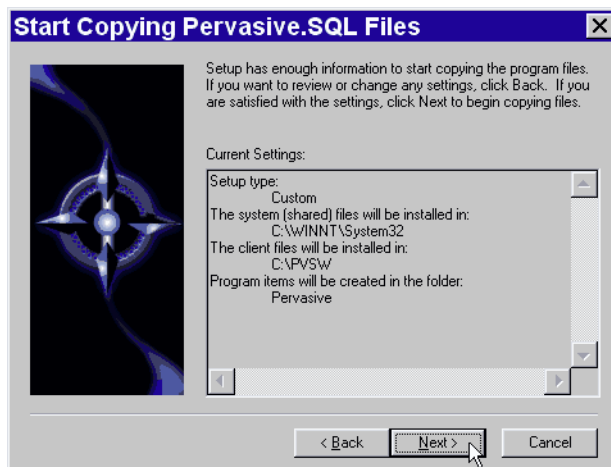 Start Copying Pervasive.SQL Files
Setup has enough information to start copying the program files.
If you want to review or change any settings, click Back.  If you
are satisfied with the settings, click Next to begin copying files.
Current Settings:
Setup type:
Custom
The system (shared) files will be installed in:
C:\WINNT\System32
The client files will be installed in:
C:\PVSW
Program items will be created in the folder:
Pervasive
< Back
Next >
Cancel